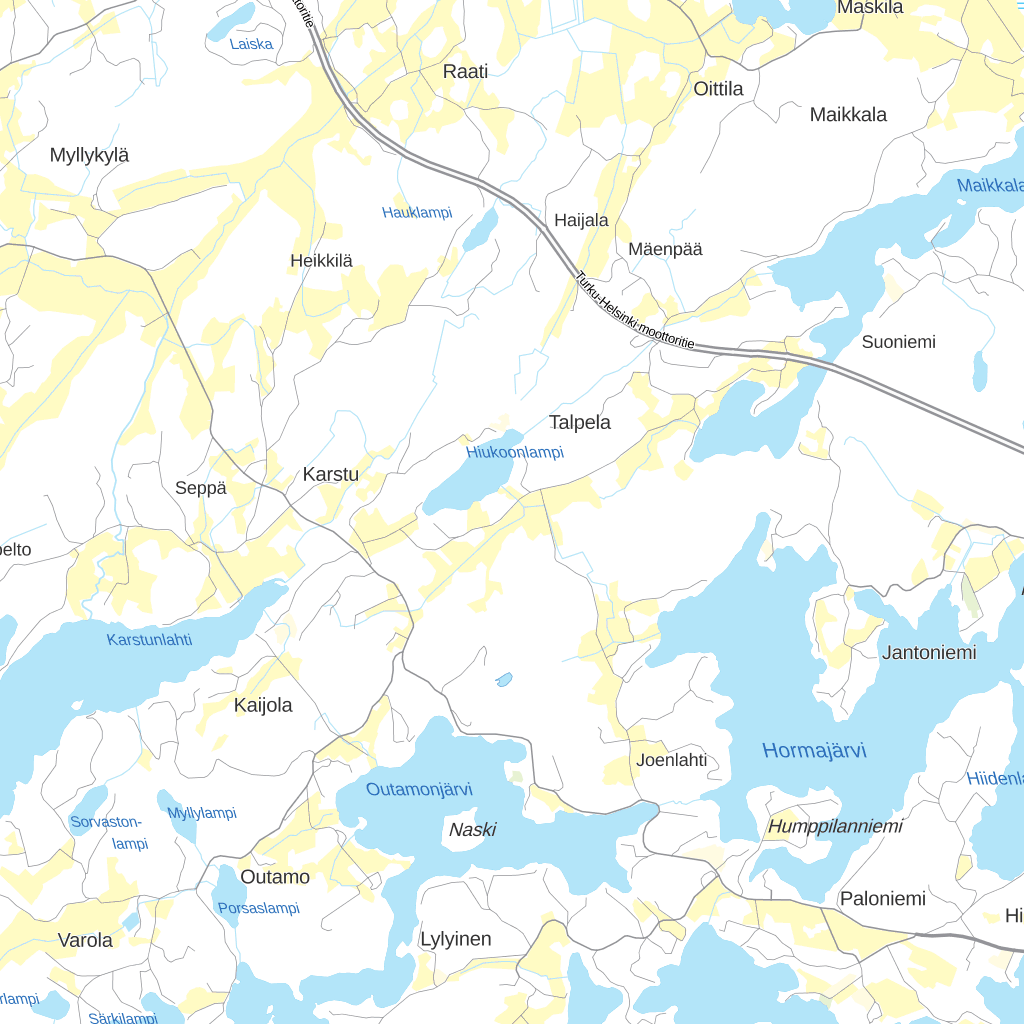 Maskila
Laiska
Raati
Oittila
Maikkala
Myllykylä
Hauklampi
Haijala
Mäenpää
Heikkilä
Turku-Helsinki-moottoritie
Suoniemi
Talpela
Hiukoonlampi
Karstu
Seppä
Karstunlahti
Jantoniemi
Kaijola
Hormajärvi
Joenlahti
Outamonjärvi
Myllylampi
Sorvaston-
lampi
Naski
Humppilanniemi
Outamo
Porsaslampi
Paloniemi
Varola
Lylyinen
Särkilampi